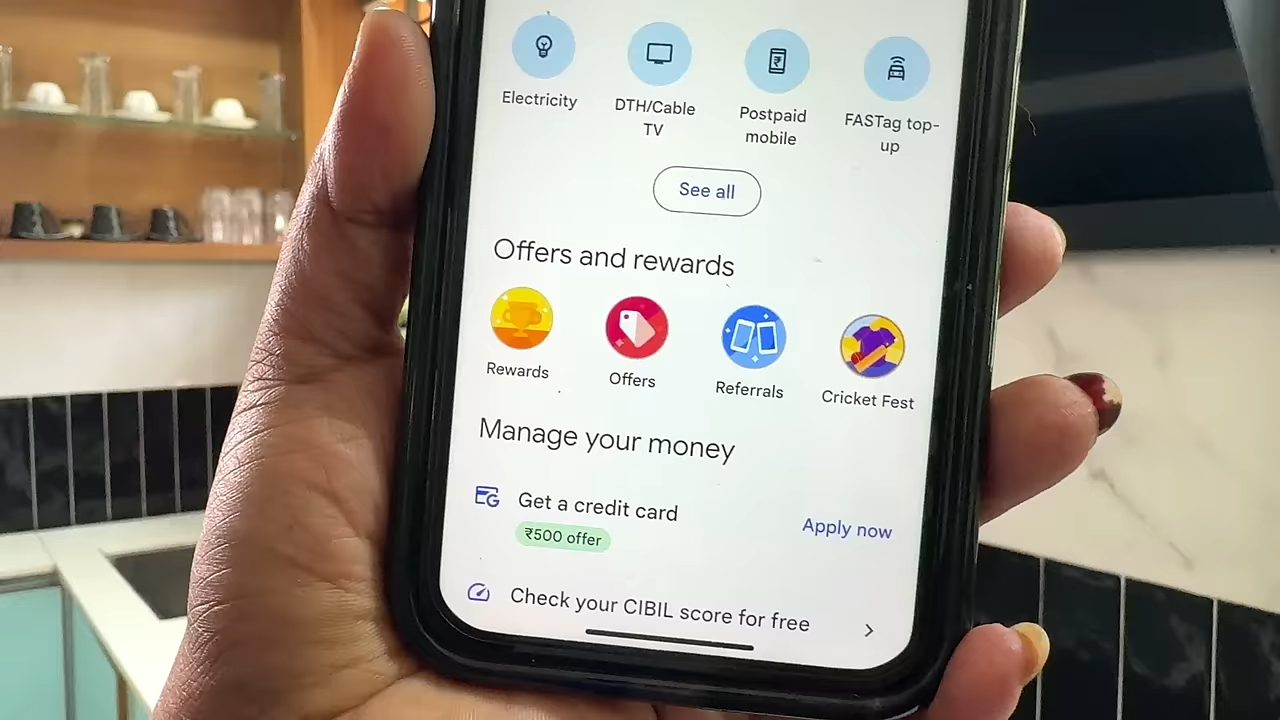 Electricity
DTH/Cable
TV
Postpaid
mobile
FASTag top-
up
See all
Offers and rewards
Rewards
Offers
Referrals
Cricket Fest
Manage your money
Get a credit card
₹500 offer
Apply now
Check your CIBIL score for free